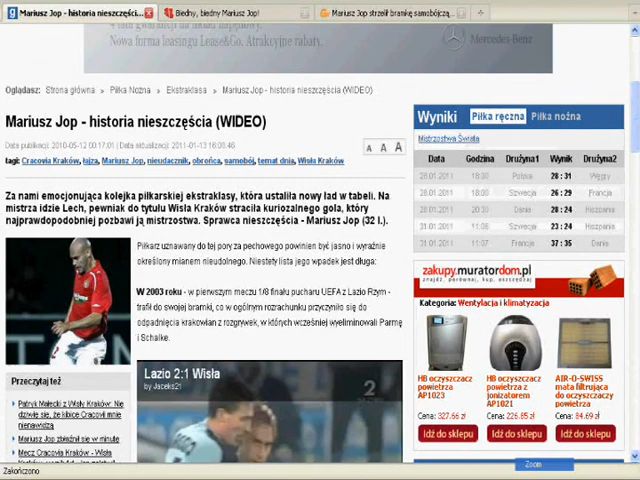 Mariusz Jop - historia nieszczęści...
Biedny, biedny Mariusz Jop!
Mariusz Jop strzelił bramkę samobójczą...
Nowa forma leasingu Lease&Go. Atrakcyjne rabaty.
Mercedes-Benz
Oglądasz: Strona główna » Piłka Nożna » Ekstraklasa » Mariusz Jop - historia nieszczęścia (WIDEO)
Mariusz Jop - historia nieszczęścia (WIDEO)
Data publikacji: 2010-05-12 00:17:01 | Data aktualizacji: 2011-01-13 16:08:46
A A A
tagi: Cracovia Kraków, łujza, Mariusz Jop, nieudacznik, obrońca, samobój, temat dnia, Wisła Kraków
Za nami emocjonująca kolejka piłkarskiej ekstraklasy, która ustaliła nowy ład w tabeli. Na
mistrza idzie Lech, pewniak do tytułu Wisła Kraków straciła kuriozalnego gola, który
najprawdopodobniej pozbawi ją mistrzostwa. Sprawca nieszczęścia - Mariusz Jop (32 l.).
Piłkarz uznawany do tej pory za pechowego powinien być jasno i wyraźnie
określony mianem nieudolnego. Niestety lista jego wpadek jest długa:
W 2003 roku - w pierwszym meczu 1/8 finału pucharu UEFA z Lazio Rzym -
trafił do swojej bramki, co w ogólnym rozrachunku przyczyniło się do
odpadnięcia krakowian z rozgrywek, w których wcześniej wyeliminowali Parmę
i Schalke.
Lazio 2:1 Wisła
by Jaceks21
2
Przeczytaj też
Patryk Małecki z Wisły Kraków: Nie
dziwię się, że kibice Cracovii mnie
nienawidzą
Mariusz Jop zbłaźnił się w minutę
Mecz Cracovia Kraków - Wisła
Wyniki Piłka ręczna Piłka nożna
Mistrzostwa Świata
Data Godzina Drużyna1 Wynik Drużyna2
28.01.2011 18:00 Polska 28 : 31 Węgry
28.01.2011 18:00 Szwecja 26 : 29 Francja
28.01.2011 20:30 Dania 28 : 24 Hiszpania
31.01.2011 11:06 Szwecja 23 : 24 Hiszpania
31.01.2011 11:07 Francja 37 : 35 Dania
zakupy.muratordom.pl
znajdź, porównaj, kup, oszczędzaj
Kategoria: Wentylacja i klimatyzacja
HB oczyszczacz
powietrza
AP1023
Cena: 327.66 zł
Idź do sklepu
HB oczyszczacz
powietrza z
jonizatorem
AP1021
Cena: 226.85 zł
Idź do sklepu
AIR-O-SWISS
mata filtrująca
do oczyszczaczy
powietrza
Cena: 84.69 zł
Idź do sklepu
Zakończono
Zoom